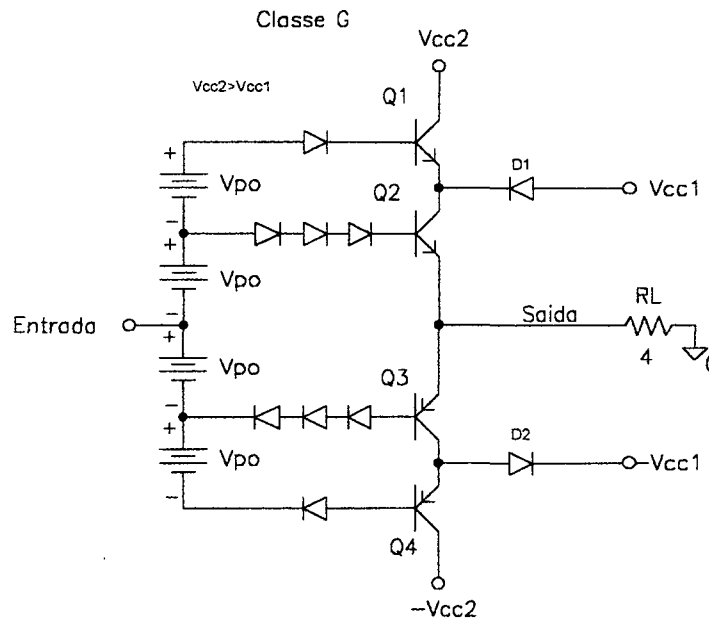 Classe G
Vcc2
Vcc2>Vcc1
Q1
+
D1
Vpo
Vcc1
Q2
−
+
Vpo
RL
Saida
Entrada
−
+
4
0
Vpo
Q3
−
+
D2
Vpo
-Vcc1
−
Q4
-Vcc2